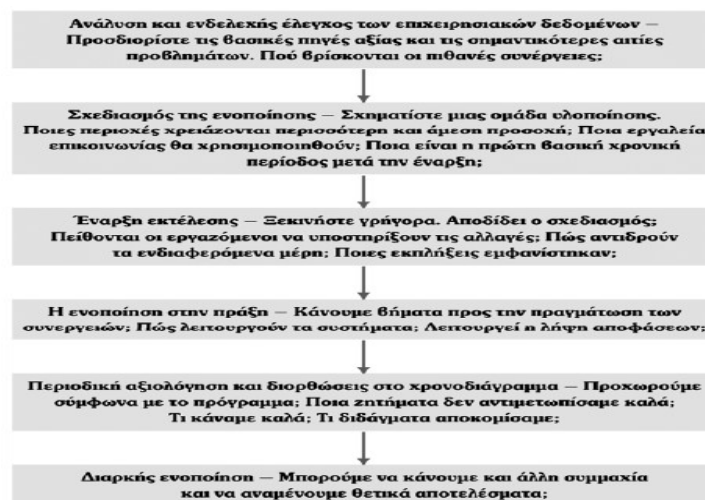 Ανάλυση και ενδελεχής έλεγχος των επιχειρησιακών δεδομένων –
Προσδιορίστε τις βασικές πηγές αξίας και τις σημαντικότερες αιτίες
προβλημάτων. Πού βρίσκονται οι πιθανές συνέργειες;
Σχεδιασμός της ενοποίησης – Σχηματίστε μιας ομάδα υλοποίησης.
Ποιες περιοχές χρειάζονται περισσότερη και άμεση προσοχή; Ποια εργαλεία
επικοινωνίας θα χρησιμοποιηθούν; Ποια είναι η πρώτη βασική χρονική
περίοδος μετά την έναρξη;
Έναρξη εκτέλεσης – Ξεκινήστε γρήγορα. Αποδίδει ο σχεδιασμός;
Πείθονται οι εργαζόμενοι να υποστηρίξουν τις αλλαγές; Πώς αντιδρούν
τα ενδιαφερόμενα μέρη; Ποιες εκπλήξεις εμφανίστηκαν;
Η ενοποίηση στην πράξη – Κάνουμε βήματα προς την πραγμάτωση των
συνεργειών; Πώς λειτουργούν τα συστήματα; Λειτουργεί η λήψη αποφάσεων;
Περιοδική αξιολόγηση και διορθώσεις στο χρονοδιάγραμμα – Προχωρούμε
σύμφωνα με το πρόγραμμα; Ποια ζητήματα δεν αντιμετωπίσαμε καλά;
Τι κάναμε καλά; Τι διδάγματα αποκομίσαμε;
Διαρκής ενοποίηση – Μπορούμε να κάνουμε και άλλη συμμαχία
και να αναμένουμε θετικά αποτελέσματα;